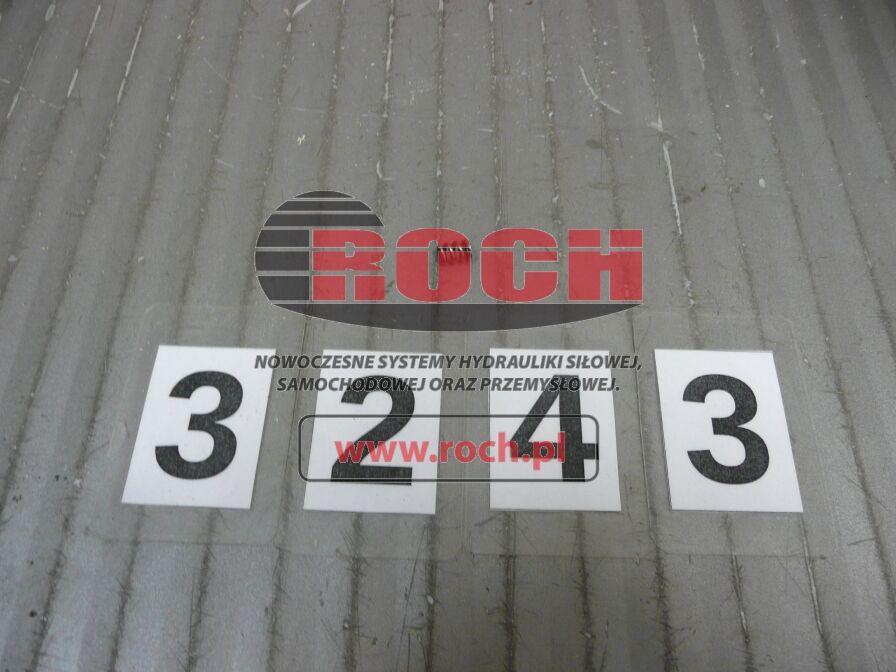 ROCH
NOWOCZESNE SYSTEMY HYDRAULIKI SIŁOWEJ,
SAMOCHODOWEJ ORAZ PRZEMYSŁOWEJ.
3 2 4 3
www.roch.pl